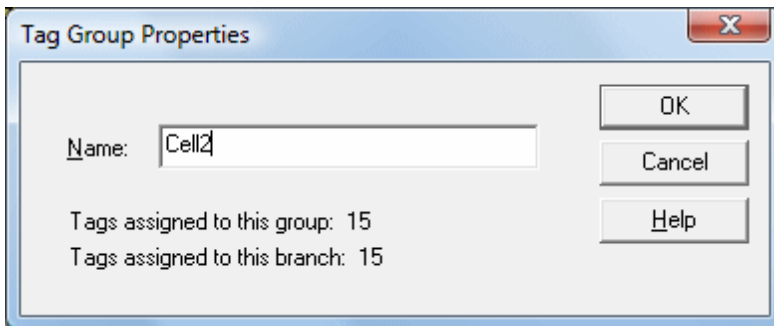 Tag Group Properties
OK
Name: Cell2
Cancel
Tags assigned to this group: 15
Help
Tags assigned to this branch: 15